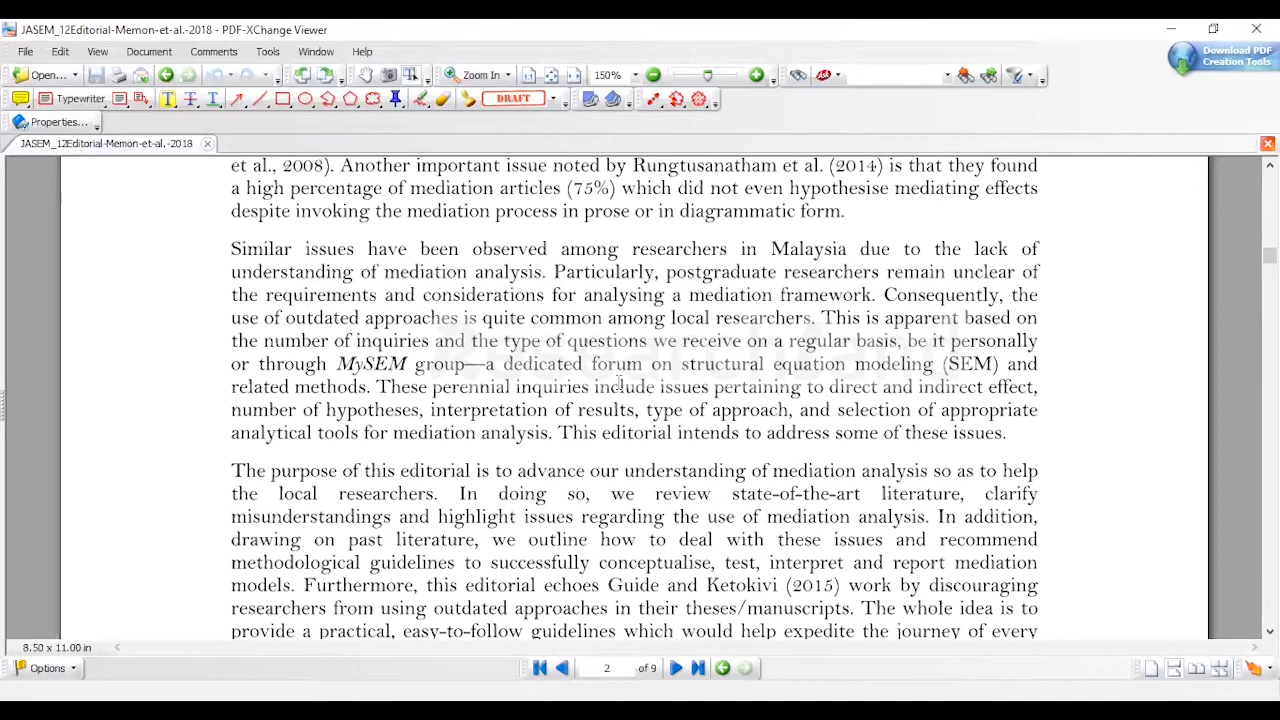 JASEM_12Editorial-Memon-et-al.-2018 - PDF-XChange Viewer
File Edit View Document Comments Tools Window Help
Download PDF
Creation Tools
Open... Zoom In 150%
Typewriter DRAFT
Properties...
JASEM_12Editorial-Memon-et-al.-2018
et al., 2008). Another important issue noted by Rungtusanatham et al. (2014) is that they found
a high percentage of mediation articles (75%) which did not even hypothesise mediating effects
despite invoking the mediation process in prose or in diagrammatic form.
Similar issues have been observed among researchers in Malaysia due to the lack of
understanding of mediation analysis. Particularly, postgraduate researchers remain unclear of
the requirements and considerations for analysing a mediation framework. Consequently, the
use of outdated approaches is quite common among local researchers. This is apparent based on
the number of inquiries and the type of questions we receive on a regular basis, be it personally
or through MySEM group—a dedicated forum on structural equation modeling (SEM) and
related methods. These perennial inquiries include issues pertaining to direct and indirect effect,
number of hypotheses, interpretation of results, type of approach, and selection of appropriate
analytical tools for mediation analysis. This editorial intends to address some of these issues.
The purpose of this editorial is to advance our understanding of mediation analysis so as to help
the local researchers. In doing so, we review state-of-the-art literature, clarify
misunderstandings and highlight issues regarding the use of mediation analysis. In addition,
drawing on past literature, we outline how to deal with these issues and recommend
methodological guidelines to successfully conceptualise, test, interpret and report mediation
models. Furthermore, this editorial echoes Guide and Ketokivi (2015) work by discouraging
researchers from using outdated approaches in their theses/manuscripts. The whole idea is to
provide a practical, easy-to-follow guidelines which would help expedite the journey of every
8.50 x 11.00 in
Options 2 of 9